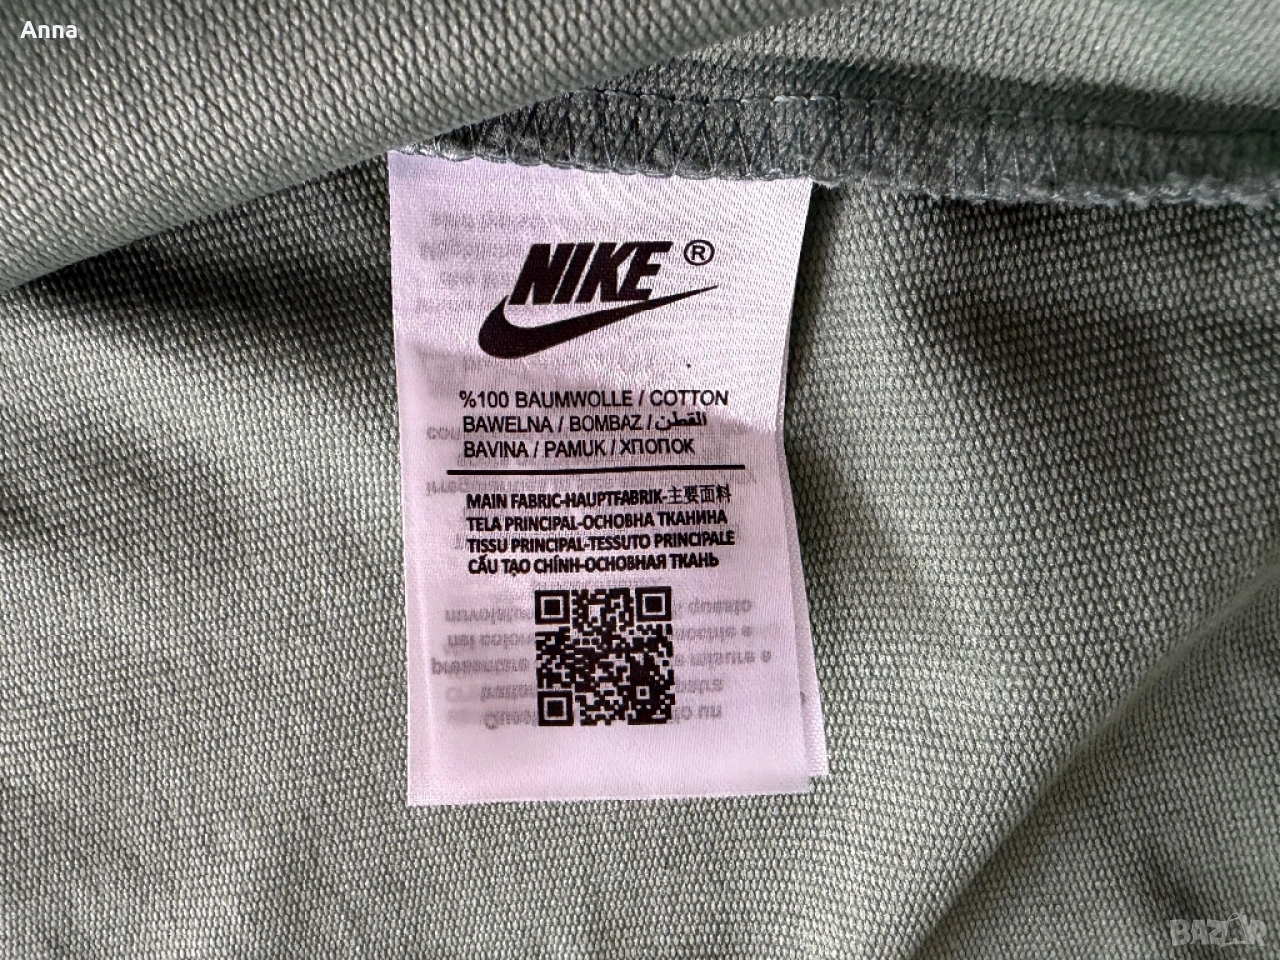 Anna
NIKE ®
%100 BAUMWOLLE / COTTON
BAWELNA / BOMBAZ / القطن
BAVINA / PAMUK / ХПОПОК
MAIN FABRIC-HAUPTFABRIK-主要面料
TELA PRINCIPAL-ОСНОВНА ТКАНИНА
TISSU PRINCIPAL-TESSUTO PRINCIPALE
CẤU TẠO CHÍNH-ОСНОВНАЯ ТКАНЬ
BAZAR